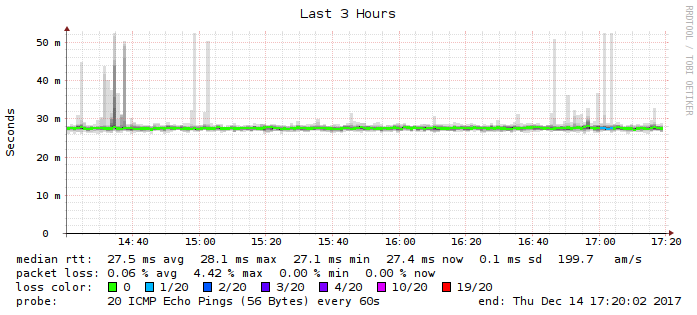 Last 3 Hours
RRDTOOL / TOBI OETIKER
Seconds
50 m
40 m
30 m
20 m
10 m
0
14:40 15:00 15:20 15:40 16:00 16:20 16:40 17:00 17:20
median rtt: 27.5 ms avg 28.1 ms max 27.1 ms min 27.4 ms now 0.1 ms sd 199.7 am/s
packet loss: 0.06 % avg 4.42 % max 0.00 % min 0.00 % now
loss color: 0 1/20 2/20 3/20 4/20 10/20 19/20
probe: 20 ICMP Echo Pings (56 Bytes) every 60s end: Thu Dec 14 17:20:02 2017